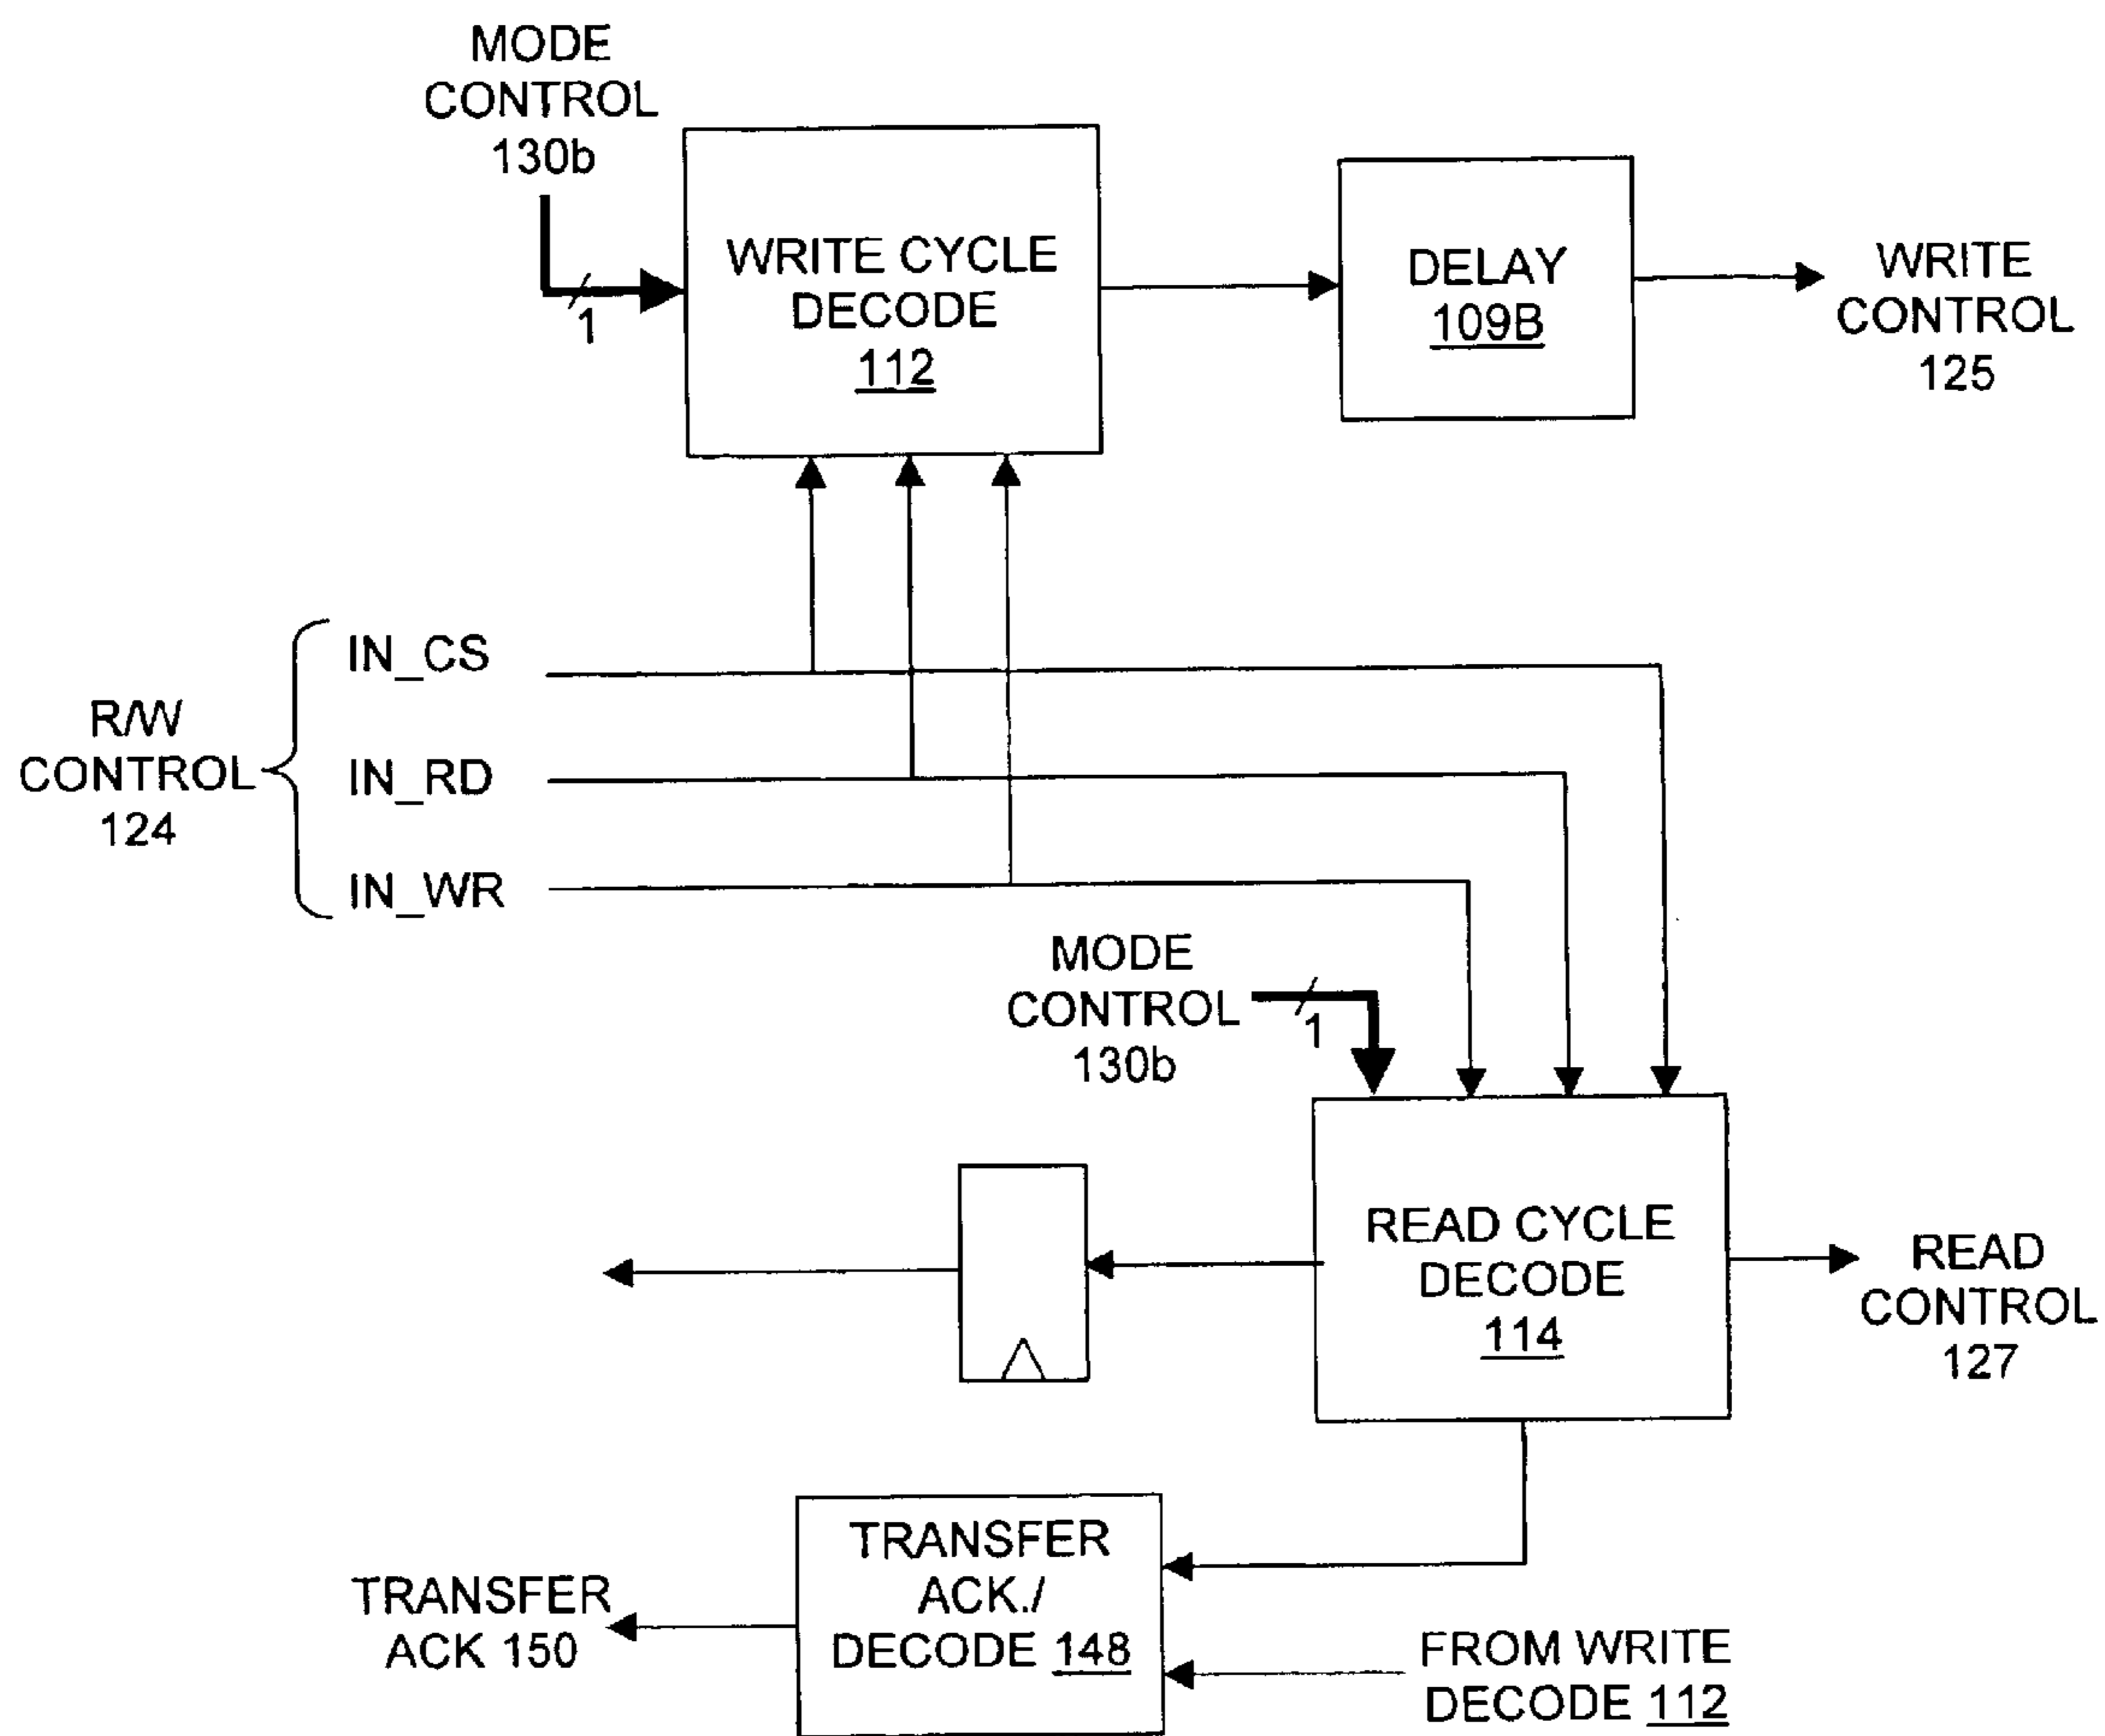 MODE
CONTROL
130b
1
WRITE CYCLE
DECODE
112
DELAY
109B
WRITE
CONTROL
125
R/W
CONTROL
124
IN_CS
IN_RD
IN_WR
MODE
CONTROL
130b
1
READ CYCLE
DECODE
114
READ
CONTROL
127
TRANSFER
ACK./
DECODE 148
TRANSFER
ACK 150
FROM WRITE
DECODE 112